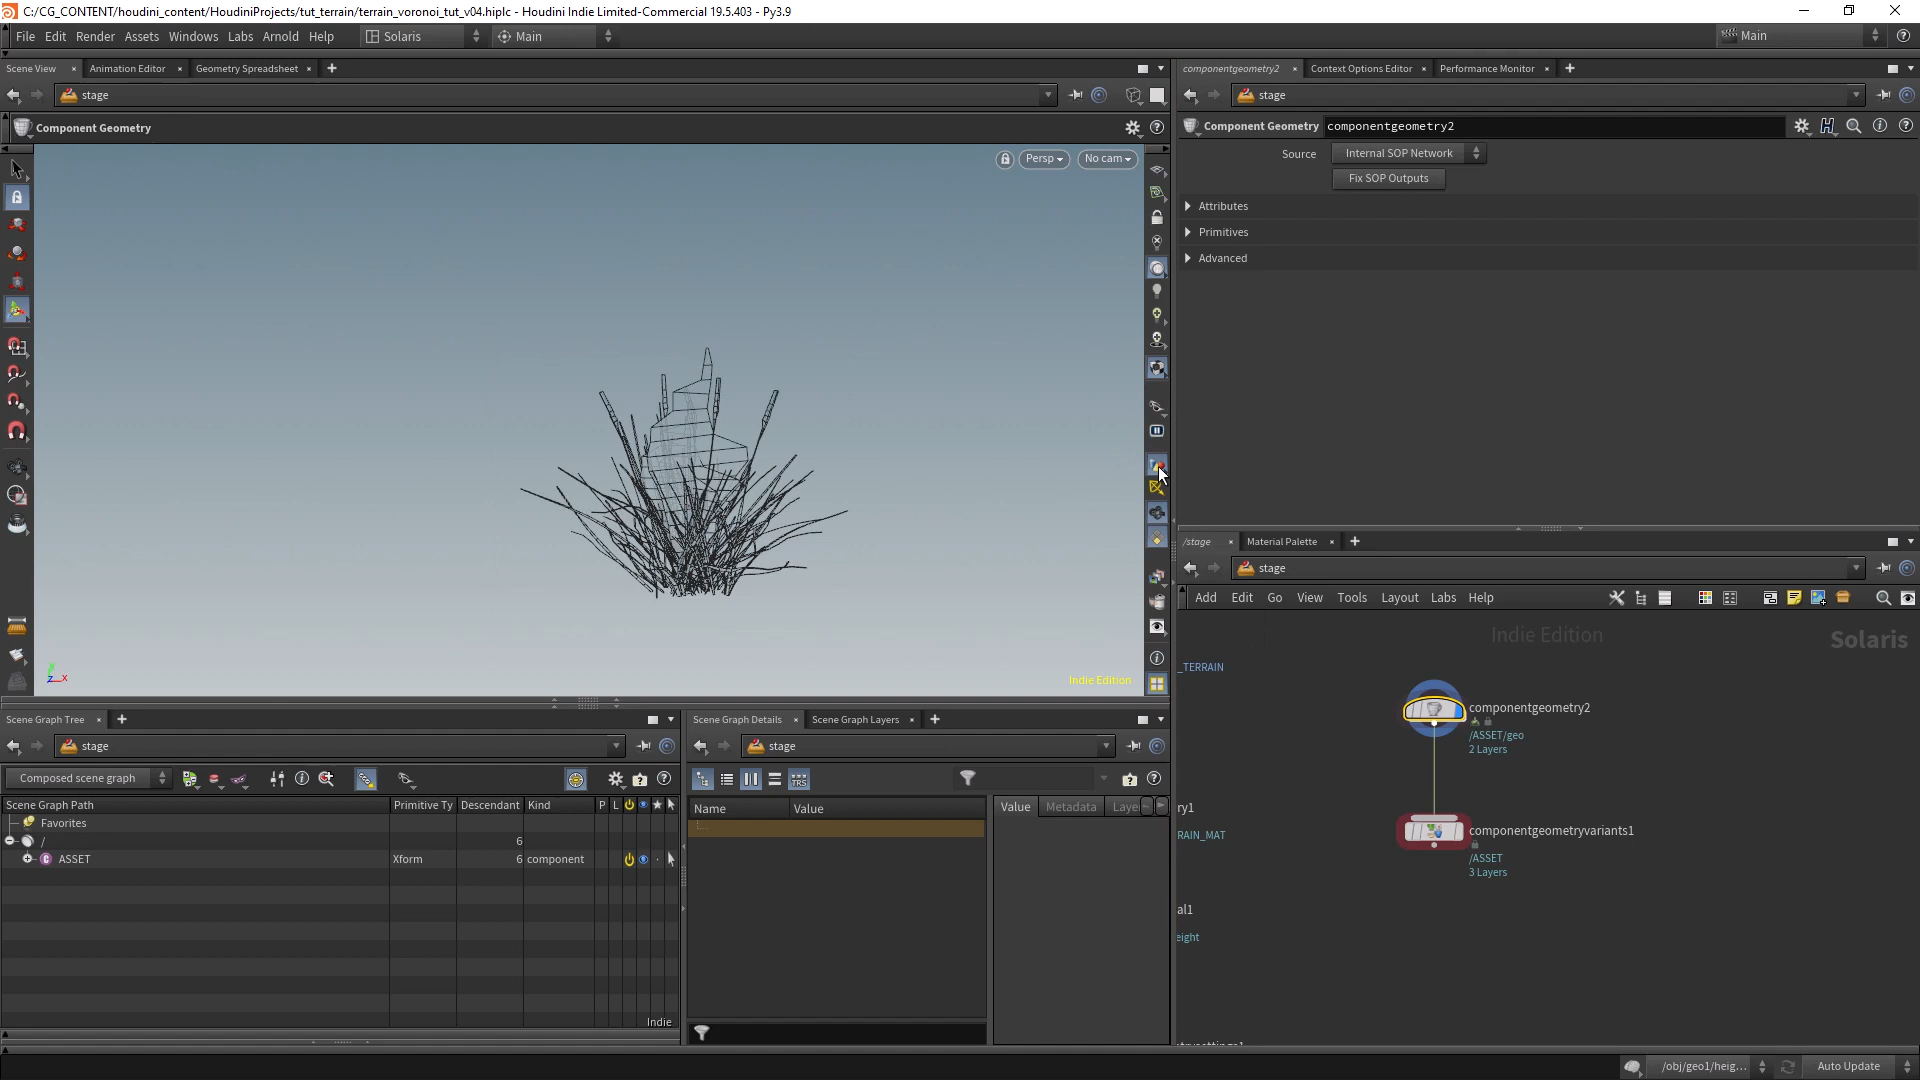 C:/CG_CONTENT/houdini_content/HoudiniProjects/tut_terrain/terrain_voronoi_tut_v04.hiplc - Houdini Indie Limited-Commercial 19.5.403 - Py3.9
File Edit Render Assets Windows Labs Arnold Help Solaris Main Main
Scene View Animation Editor Geometry Spreadsheet
componentgeometry2 Context Options Editor Performance Monitor
stage
stage
Component Geometry
Component Geometry componentgeometry2
Persp No cam
Source Internal SOP Network
Fix SOP Outputs
Attributes
Primitives
Advanced
Indie Edition
z x
/stage Material Palette
stage
Add Edit Go View Tools Layout Labs Help
Indie Edition
Solaris
_TERRAIN
componentgeometry2
/ASSET/geo
2 Layers
ry1
RAIN_MAT
componentgeometryvariants1
/ASSET
3 Layers
al1
eight
Scene Graph Tree
stage
Composed scene graph
Scene Graph Path Primitive Ty Descendant Kind P L
Favorites
/ 6
ASSET Xform 6 component
Indie
Scene Graph Details Scene Graph Layers
stage
Name Value
Value Metadata Laye
/obj/geo1/heig... Auto Update